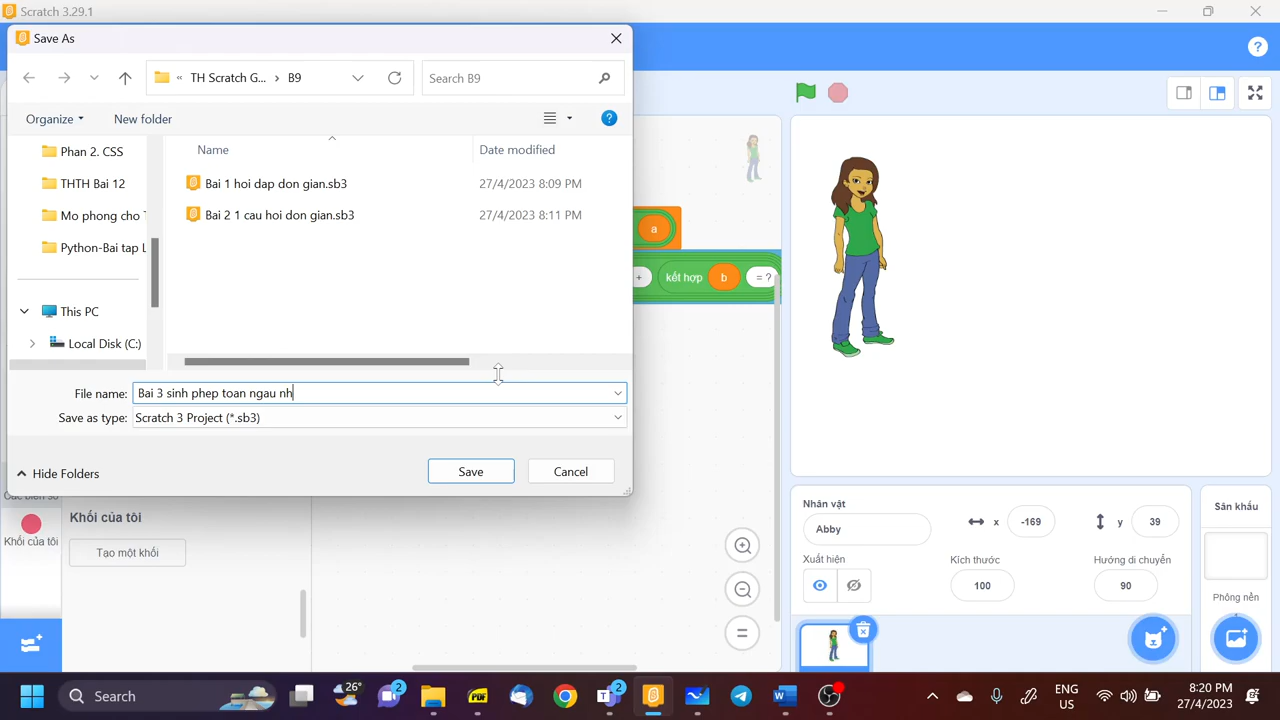 Scratch 3.29.1
Save As
« TH Scratch G... › B9
Search B9
Organize
New folder
Name
Date modified
Phan 2. CSS
THTH Bai 12
Mo phong cho
Python-Bai tap L
This PC
Local Disk (C:)
Bai 1 hoi dap don gian.sb3
27/4/2023 8:09 PM
Bai 2 1 cau hoi don gian.sb3
27/4/2023 8:11 PM
File name:
Bai 3 sinh phep toan ngau nh
Save as type:
Scratch 3 Project (*.sb3)
Hide Folders
Save
Cancel
a
+ kết hợp b = ?
Khối của tôi
Khối của tôi
Tạo một khối
Nhân vật
Abby
x -169
y 39
Xuất hiện
Kích thước
100
Hướng di chuyển
90
Sân khấu
Phông nền
Search
26°
2
PDF
2
ENG
US
8:20 PM
27/4/2023